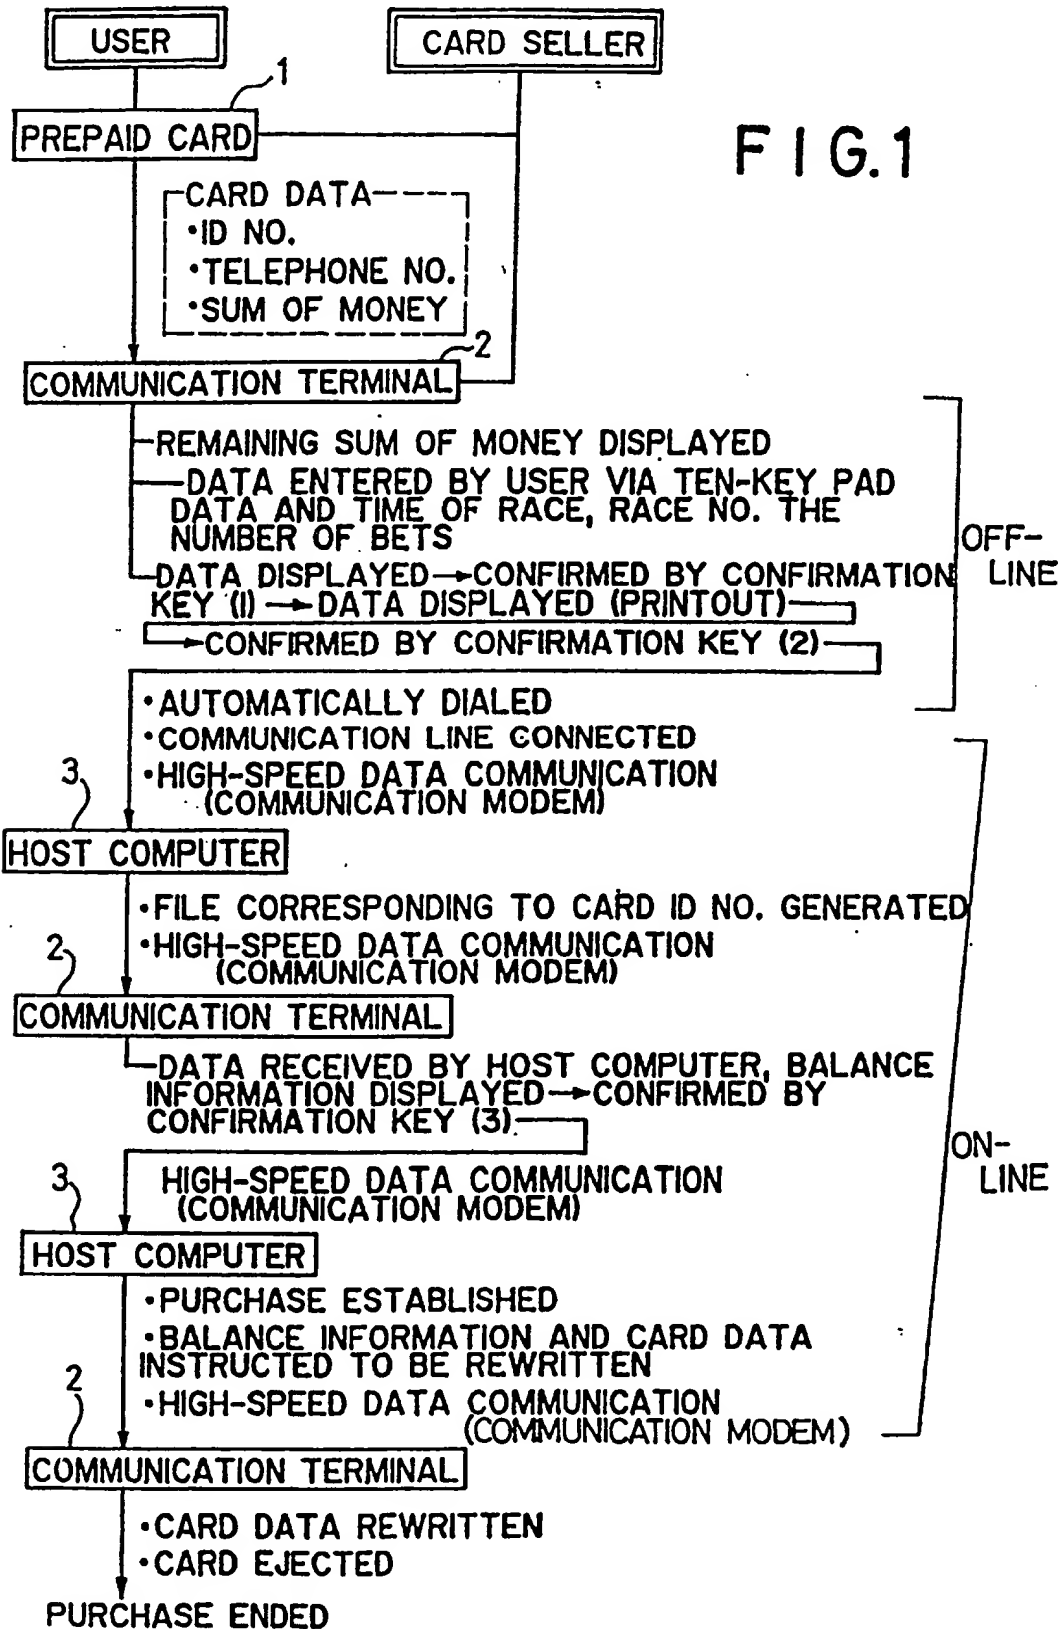 USER
CARD SELLER
1
PREPAID CARD
FIG.1
CARD DATA
•ID NO.
•TELEPHONE NO.
•SUM OF MONEY
2
COMMUNICATION TERMINAL
REMAINING SUM OF MONEY DISPLAYED
DATA ENTERED BY USER VIA TEN-KEY PAD
DATA AND TIME OF RACE, RACE NO. THE
NUMBER OF BETS
OFF-
LINE
DATA DISPLAYED→CONFIRMED BY CONFIRMATION
KEY (1)→DATA DISPLAYED (PRINTOUT)
→CONFIRMED BY CONFIRMATION KEY (2)
•AUTOMATICALLY DIALED
•COMMUNICATION LINE CONNECTED
•HIGH-SPEED DATA COMMUNICATION
(COMMUNICATION MODEM)
3
HOST COMPUTER
•FILE CORRESPONDING TO CARD ID NO. GENERATED
•HIGH-SPEED DATA COMMUNICATION
(COMMUNICATION MODEM)
2
COMMUNICATION TERMINAL
DATA RECEIVED BY HOST COMPUTER, BALANCE
INFORMATION DISPLAYED→CONFIRMED BY
CONFIRMATION KEY (3)
ON-
LINE
HIGH-SPEED DATA COMMUNICATION
(COMMUNICATION MODEM)
3
HOST COMPUTER
•PURCHASE ESTABLISHED
•BALANCE INFORMATION AND CARD DATA
INSTRUCTED TO BE REWRITTEN
•HIGH-SPEED DATA COMMUNICATION
(COMMUNICATION MODEM)
2
COMMUNICATION TERMINAL
•CARD DATA REWRITTEN
•CARD EJECTED
PURCHASE ENDED